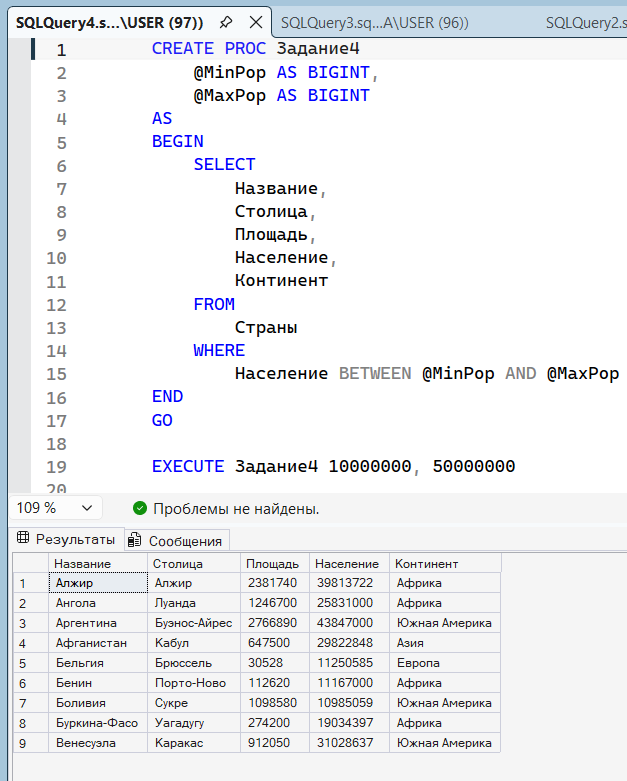 SQLQuery4.s...\USER (97)) SQLQuery3.sq...A\USER (96)) SQLQuery2.s
1 CREATE PROC Задание4
2 @MinPop AS BIGINT,
3 @MaxPop AS BIGINT
4 AS
5 BEGIN
6 SELECT
7 Название,
8 Столица,
9 Площадь,
10 Население,
11 Континент
12 FROM
13 Страны
14 WHERE
15 Население BETWEEN @MinPop AND @MaxPop
16 END
17 GO
18
19 EXECUTE Задание4 10000000, 50000000
20
109 % Проблемы не найдены.
Результаты Сообщения
Название Столица Площадь Население Континент
1 Алжир Алжир 2381740 39813722 Африка
2 Ангола Луанда 1246700 25831000 Африка
3 Аргентина Буэнос-Айрес 2766890 43847000 Южная Америка
4 Афганистан Кабул 647500 29822848 Азия
5 Бельгия Брюссель 30528 11250585 Европа
6 Бенин Порто-Ново 112620 11167000 Африка
7 Боливия Сукре 1098580 10985059 Южная Америка
8 Буркина-Фасо Уагадугу 274200 19034397 Африка
9 Венесуэла Каракас 912050 31028637 Южная Америка